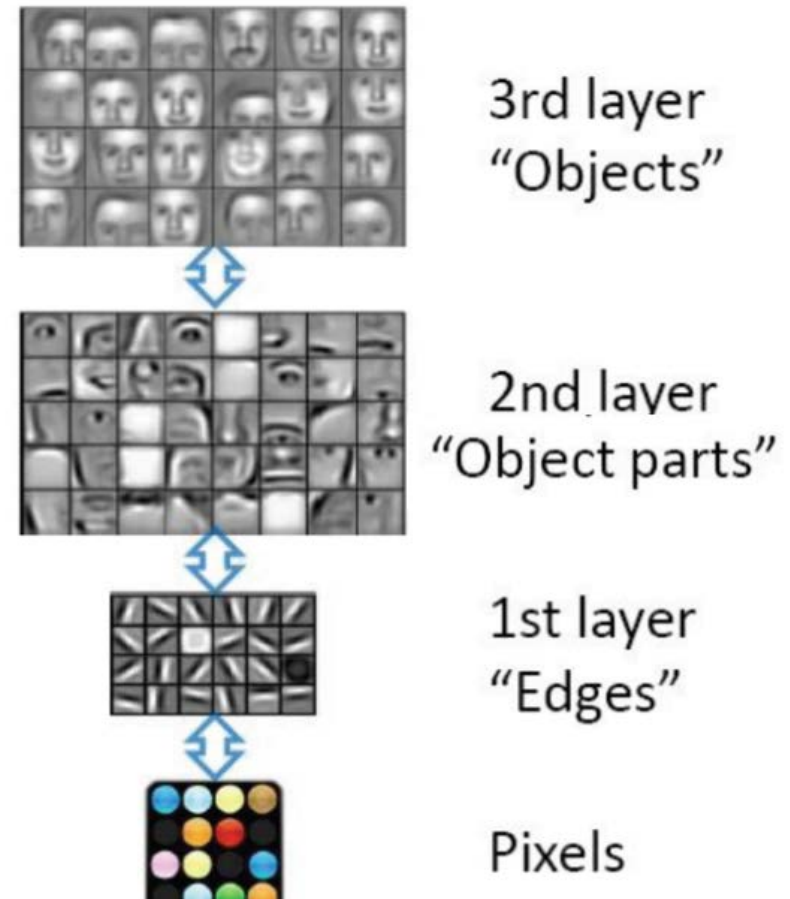 3rd layer
“Objects”
2nd layer
“Object parts”
1st layer
“Edges”
Pixels